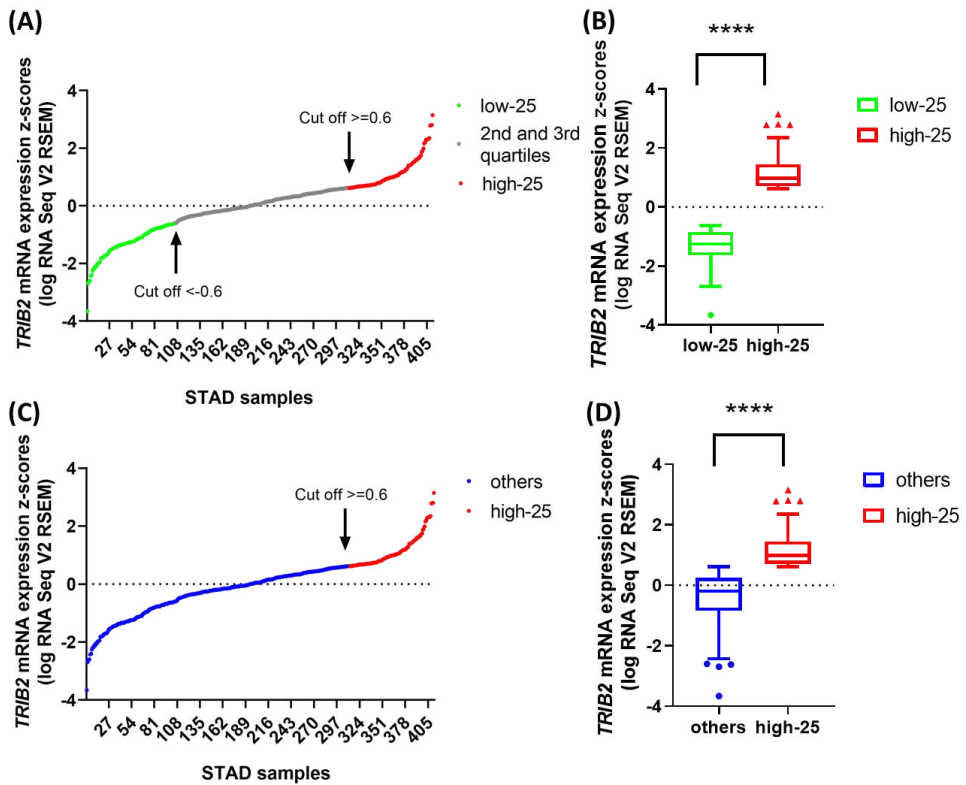 (A)
TRIB2 mRNA expression z-scores
(log RNA Seq V2 RSEM)
4
2
0
-2
-4
Cut off >=0.6
Cut off <-0.6
low-25
2nd and 3rd
quartiles
high-25
27 54 81 108 135 162 189 216 243 270 297 324 351 378 405
STAD samples
(B)
TRIB2 mRNA expression z-scores
(log RNA Seq V2 RSEM)
****
4
2
0
-2
-4
low-25
high-25
low-25 high-25
(C)
TRIB2 mRNA expression z-scores
(log RNA Seq V2 RSEM)
4
2
0
-2
-4
Cut off >=0.6
others
high-25
27 54 81 108 135 162 189 216 243 270 297 324 351 378 405
STAD samples
(D)
TRIB2 mRNA expression z-scores
(log RNA Seq V2 RSEM)
****
4
2
0
-2
-4
others
high-25
others high-25